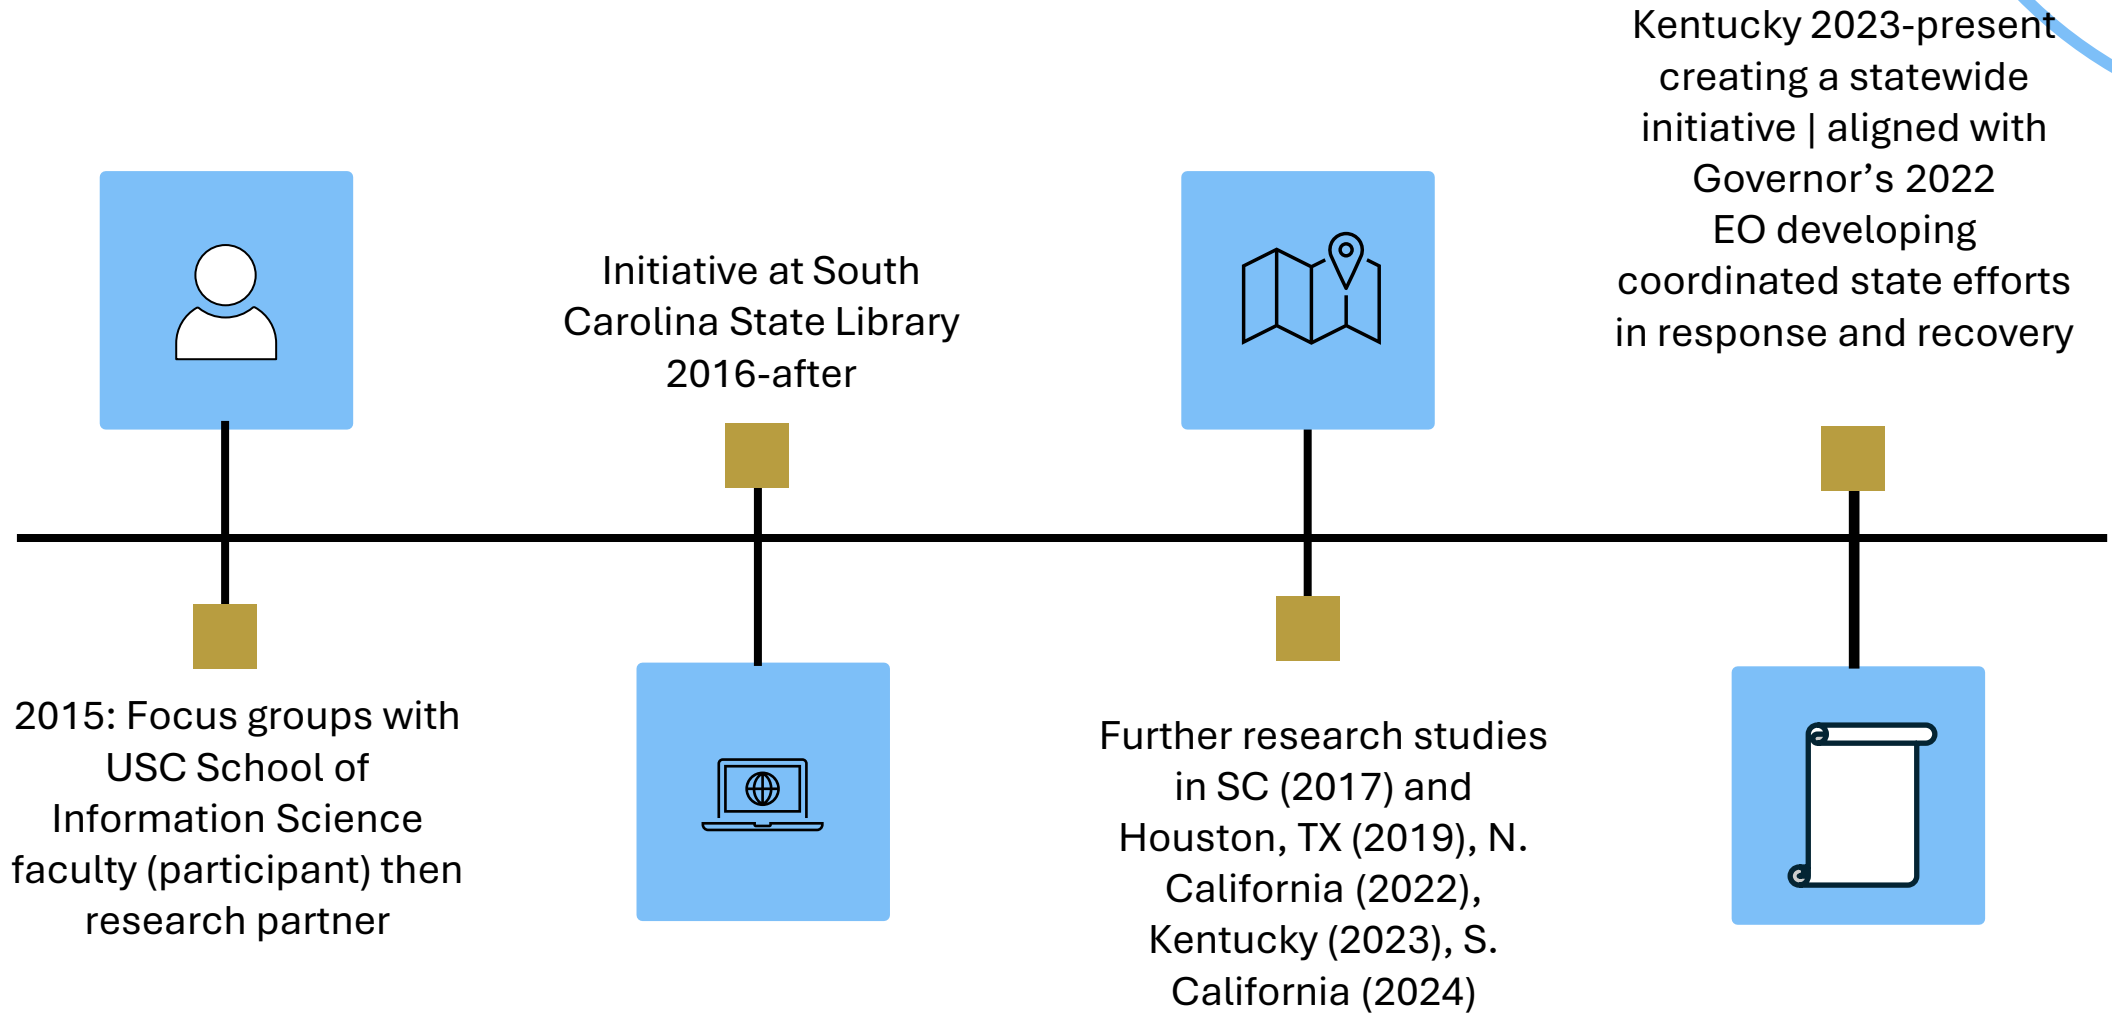 2015: Focus groups with
USC School of
Information Science
faculty (participant) then
research partner
Initiative at South
Carolina State Library
2016-after
Further research studies
in SC (2017) and
Houston, TX (2019), N.
California (2022),
Kentucky (2023), S.
California (2024)
Kentucky 2023-present
creating a statewide
initiative | aligned with
Governor’s 2022
EO developing
coordinated state efforts
in response and recovery